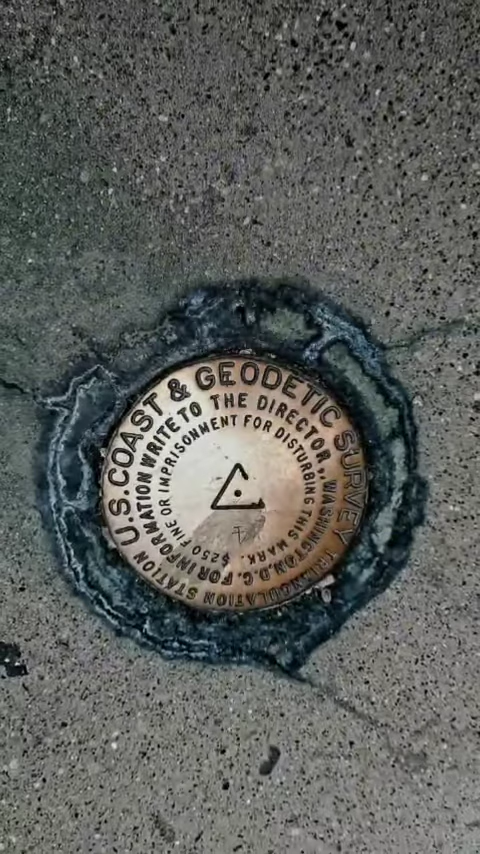 U.S. COAST & GEODETIC SURVEY
TRIANGULATION STATION
FOR INFORMATION WRITE TO THE DIRECTOR, WASHINGTON, D.C.
$250 FINE OR IMPRISONMENT FOR DISTURBING THIS MARK.